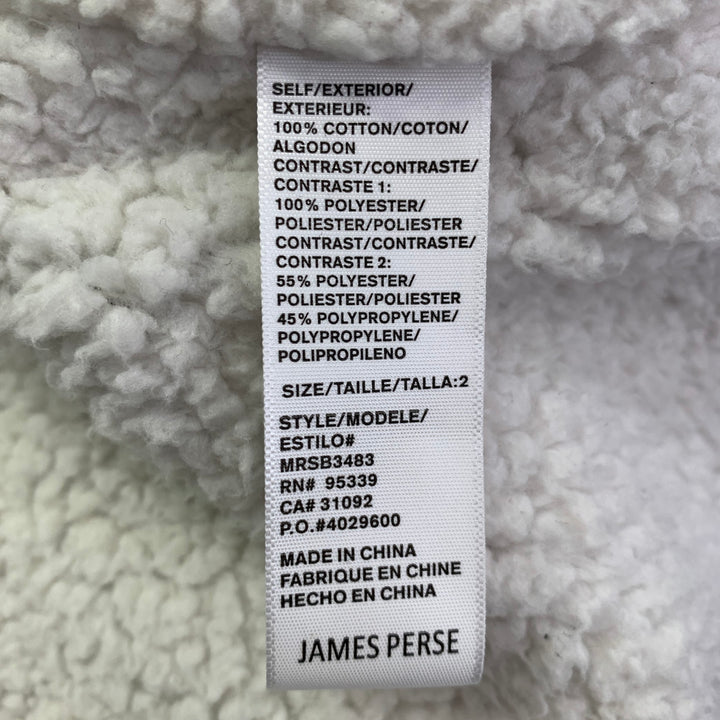 SELF/EXTERIOR/
EXTERIEUR:
100% COTTON/COTON/
ALGODON
CONTRAST/CONTRASTE/
CONTRASTE 1:
100% POLYESTER/
POLIESTER/POLIESTER
CONTRAST/CONTRASTE/
CONTRASTE 2:
55% POLYESTER/
POLIESTER/POLIESTER
45% POLYPROPYLENE/
POLYPROPYLENE/
POLIPROPILENO
SIZE/TAILLE/TALLA:2
STYLE/MODELE/
ESTILO#
MRSB3483
RN# 95339
CA# 31092
P.O.#4029600
MADE IN CHINA
FABRIQUE EN CHINE
HECHO EN CHINA
JAMES PERSE